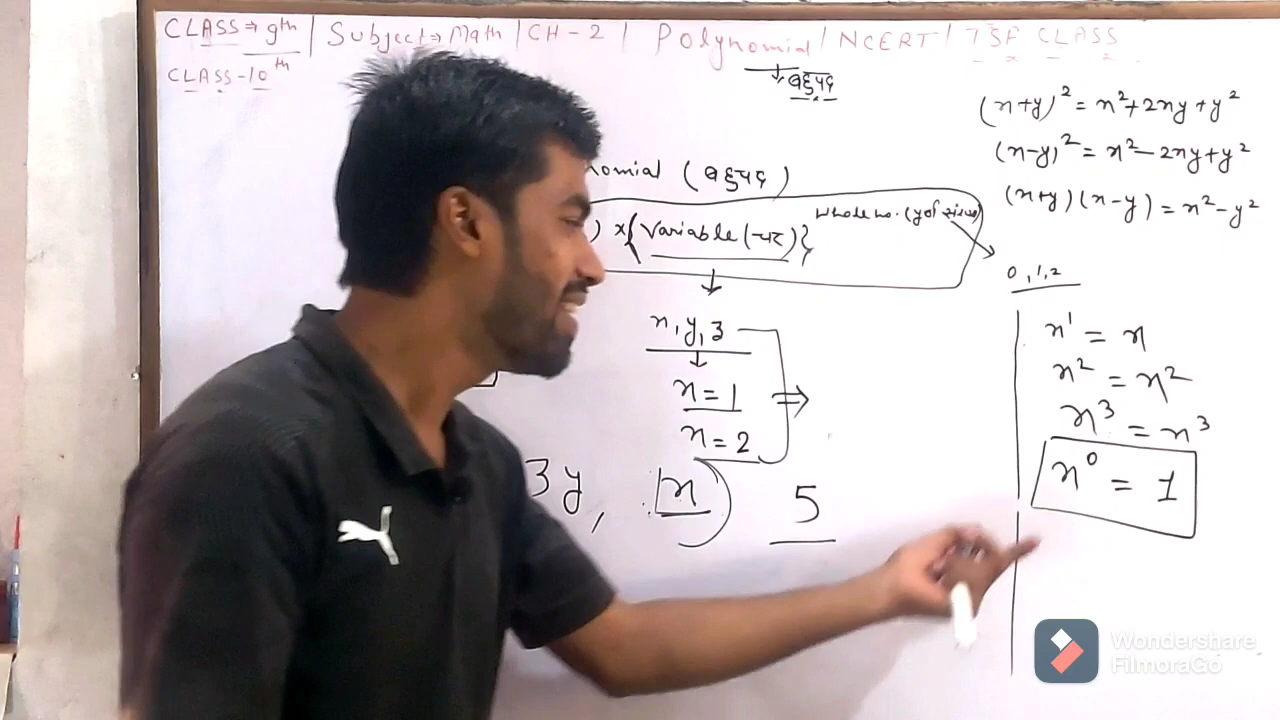 CLASS → 9th / Subject → Math / CH-2 / Polynomial / NCERT / TSF CLASS
CLASS-10th
↓ बहुपद
(x+y)² = x²+2xy+y²
(x-y)² = x²-2xy+y²
(x+y)(x-y) = x²-y²
nomial (बहुपद)
) x{Variable (चर)}
Whole no. (पूर्ण संख्या)
0,1,2
x, y, z
x = 1
x = 2
3y, x) 5
x¹ = x
x² = x²
x³ = x³
x⁰ = 1
Wondershare
FilmoraGo